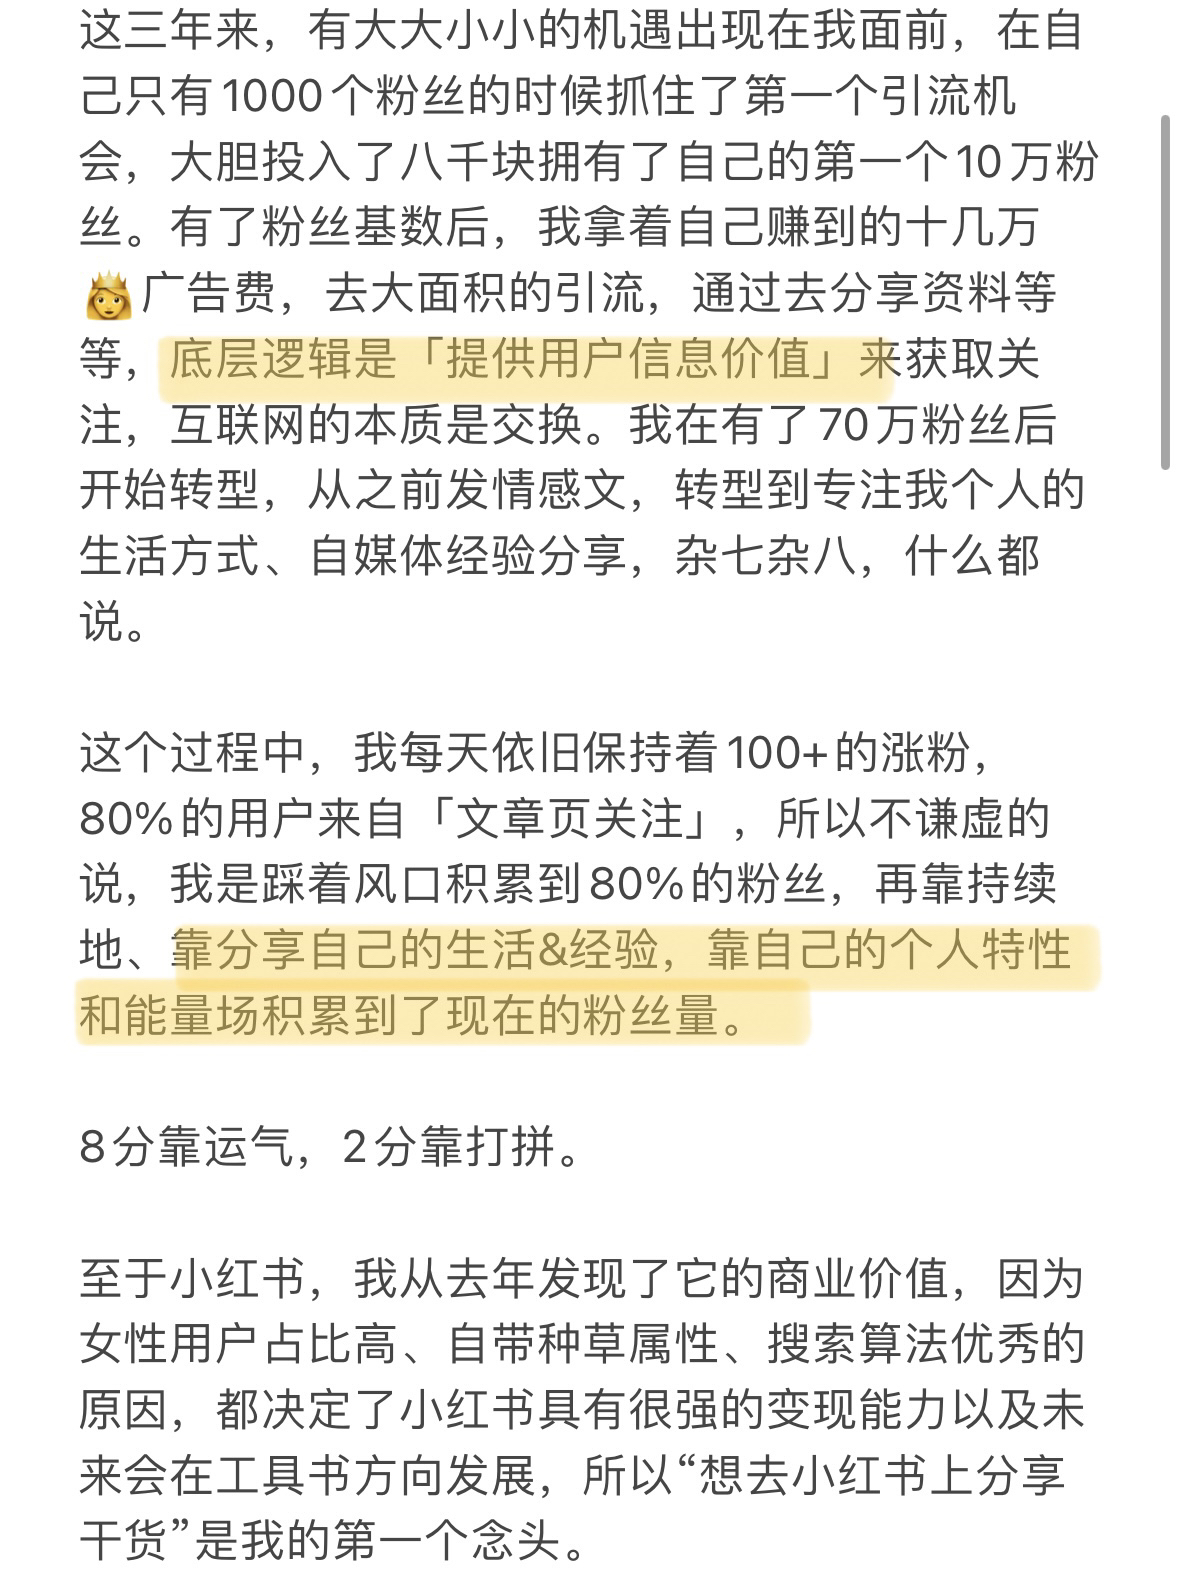 这三年来，有大大小小的机遇出现在我面前，在自
己只有1000个粉丝的时候抓住了第一个引流机
会，大胆投入了八千块拥有了自己的第一个10万粉
丝。有了粉丝基数后，我拿着自己赚到的十几万
👸广告费，去大面积的引流，通过去分享资料等
等，底层逻辑是「提供用户信息价值」来获取关
注，互联网的本质是交换。我在有了70万粉丝后
开始转型，从之前发情感文，转型到专注我个人的
生活方式、自媒体经验分享，杂七杂八，什么都
说。
这个过程中，我每天依旧保持着100+的涨粉，
80%的用户来自「文章页关注」，所以不谦虚的
说，我是踩着风口积累到80%的粉丝，再靠持续
地、靠分享自己的生活&经验，靠自己的个人特性
和能量场积累到了现在的粉丝量。
8分靠运气，2分靠打拼。
至于小红书，我从去年发现了它的商业价值，因为
女性用户占比高、自带种草属性、搜索算法优秀的
原因，都决定了小红书具有很强的变现能力以及未
来会在工具书方向发展，所以“想去小红书上分享
干货”是我的第一个念头。